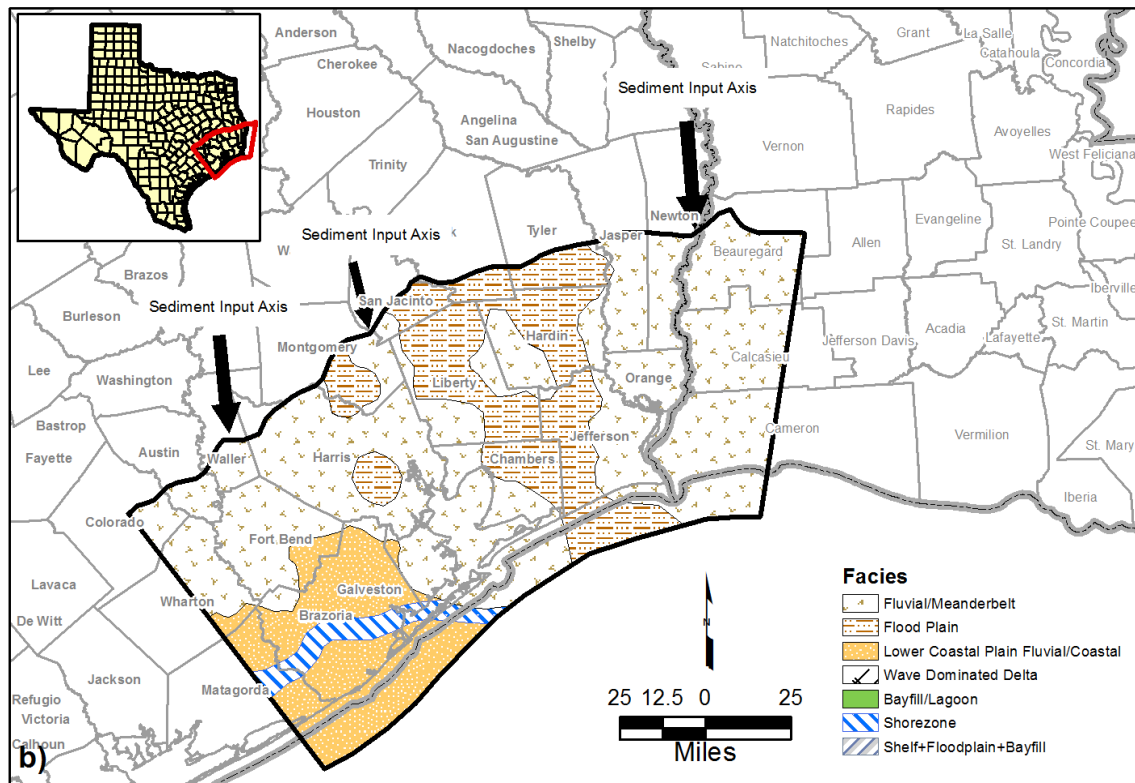 Anderson
Cherokee
Nacogdoches
Shelby
Natchitoches
Grant
La Salle
Catahoula
Concordia
Sabine
Houston
Sediment Input Axis
Rapides
Angelina
San Augustine
Avoyelles
Trinity
Vernon
West Feliciana
Newton
Sediment Input Axis
W
k
Tyler
Jasper
Beauregard
Allen
Evangeline
Pointe Coupee
St. Landry
Brazos
San Jacinto
Iberville
Sediment Input Axis
Burleson
Montgomery
Hardin
Calcasieu
Jefferson Davis
Acadia
Lafayette
St. Martin
Lee
Washington
Liberty
Orange
Bastrop
Cameron
Vermilion
St. Mary
Fayette
Austin
Waller
Harris
Jefferson
Chambers
Iberia
Colorado
Fort Bend
Lavaca
Wharton
Galveston
De Witt
Brazoria
Jackson
Matagorda
Refugio
Victoria
Calhoun
N
25 12.5 0 25
Miles
Facies
Fluvial/Meanderbelt
Flood Plain
Lower Coastal Plain Fluvial/Coastal
Wave Dominated Delta
Bayfill/Lagoon
Shorezone
Shelf+Floodplain+Bayfill
b)